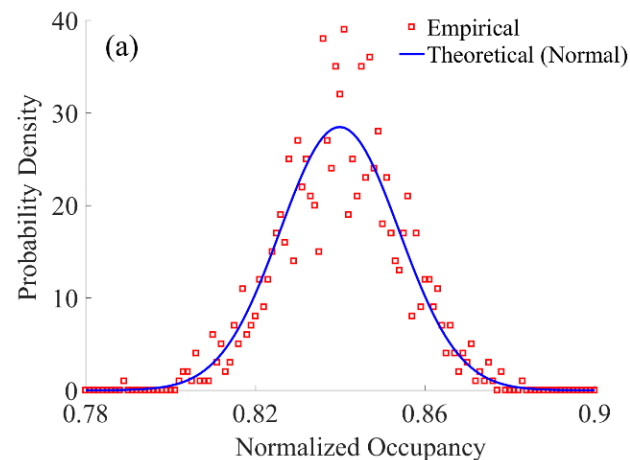 (a)
Empirical
Theoretical (Normal)
40
30
20
10
0
0.78 0.82 0.86 0.9
Probability Density
Normalized Occupancy